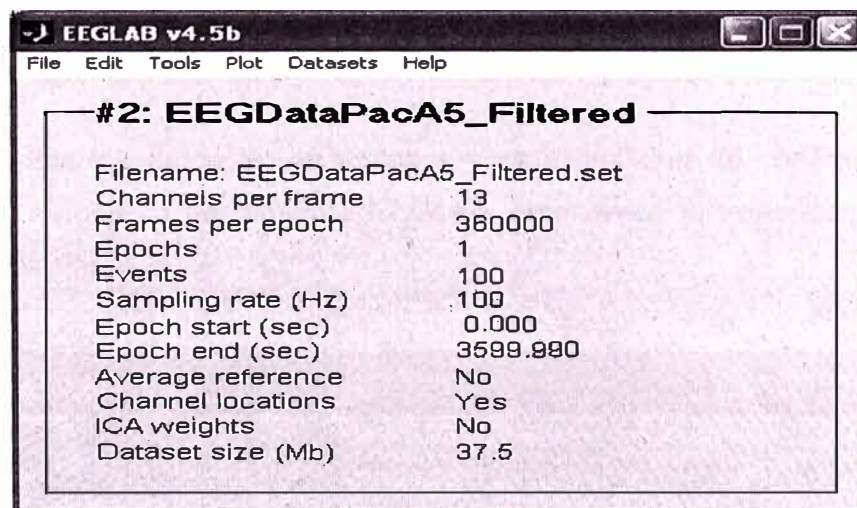 EEGLAB v4.5b
File Edit Tools Plot Datasets Help
#2: EEGDataPacA5_Filtered
Filename: EEGDataPacA5_Filtered.set
Channels per frame 13
Frames per epoch 360000
Epochs 1
Events 100
Sampling rate (Hz) 100
Epoch start (sec) 0.000
Epoch end (sec) 3599.990
Average reference No
Channel locations Yes
ICA weights No
Dataset size (Mb) 37.5